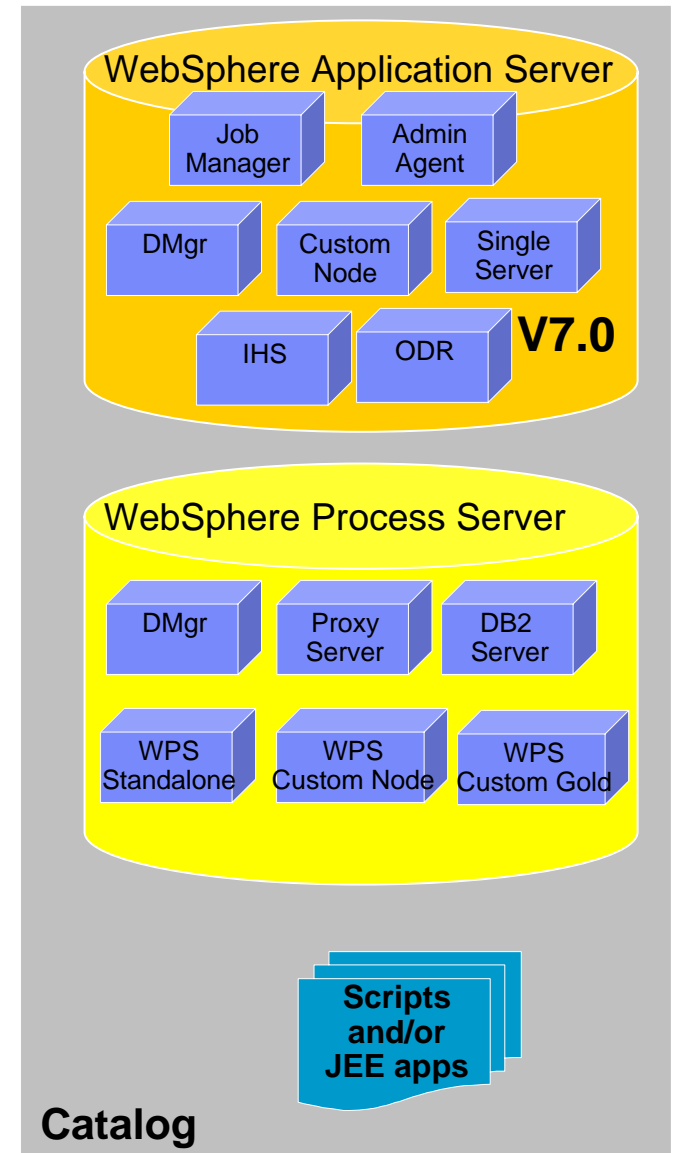 WebSphere Application Server
Job
Manager
Admin
Agent
DMgr
Custom
Node
Single
Server
IHS
ODR
V7.0
WebSphere Process Server
DMgr
Proxy
Server
DB2
Server
WPS
Standalone
WPS
Custom Node
WPS
Custom Gold
Scripts
and/or
JEE apps
Catalog